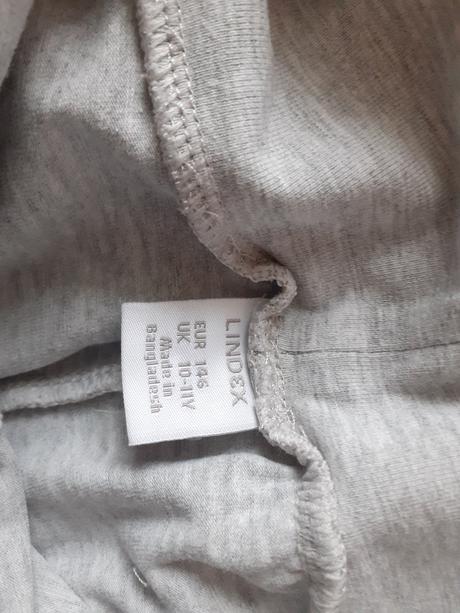 LINDEX
EUR 146
UK 10-11Y
Made in
Bangladesh